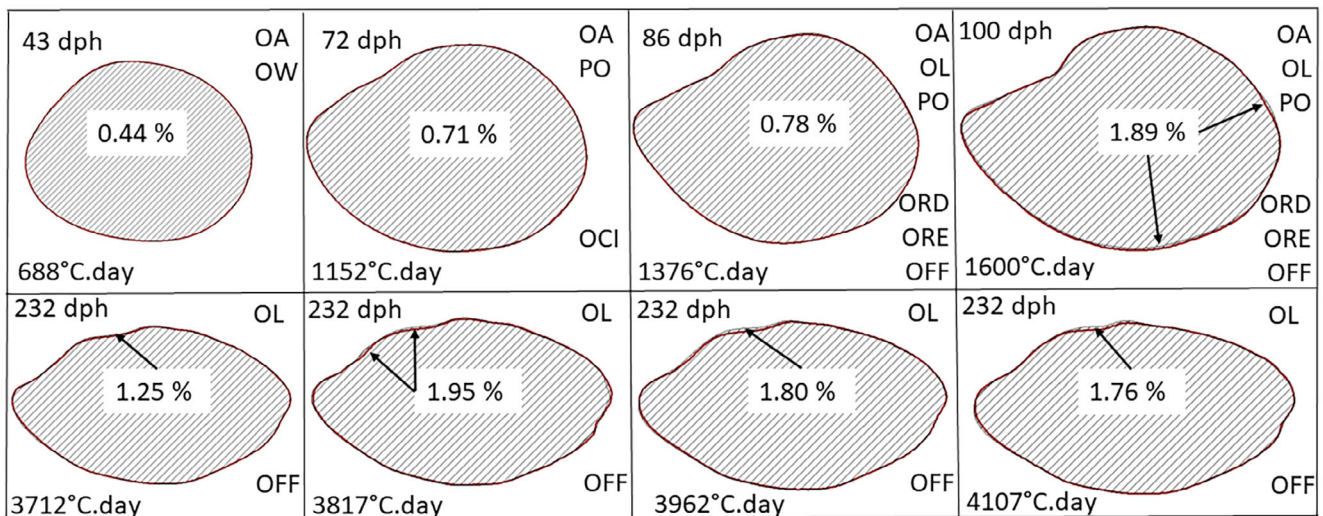 43 dph
OA
OW
0.44 %
688°C.day
72 dph
OA
PO
0.71 %
OCI
1152°C.day
86 dph
OA
OL
PO
0.78 %
ORD
ORE
OFF
1376°C.day
100 dph
OA
OL
PO
1.89 %
ORD
ORE
OFF
1600°C.day
232 dph
OL
1.25 %
OFF
3712°C.day
232 dph
OL
1.95 %
OFF
3817°C.day
232 dph
OL
1.80 %
OFF
3962°C.day
232 dph
OL
1.76 %
OFF
4107°C.day